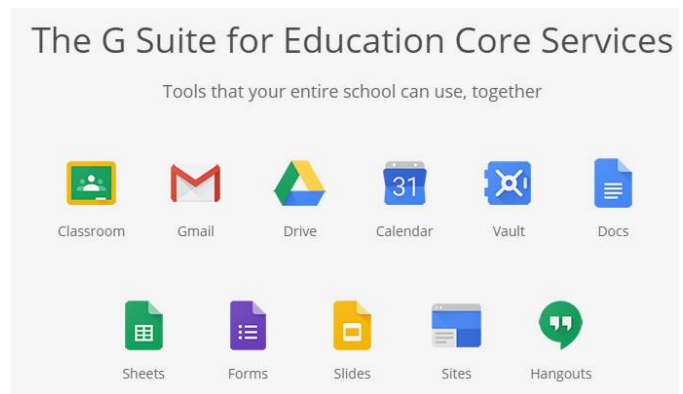 The G Suite for Education Core Services
Tools that your entire school can use, together
31
Classroom Gmail Drive Calendar Vault Docs
Sheets Forms Slides Sites Hangouts